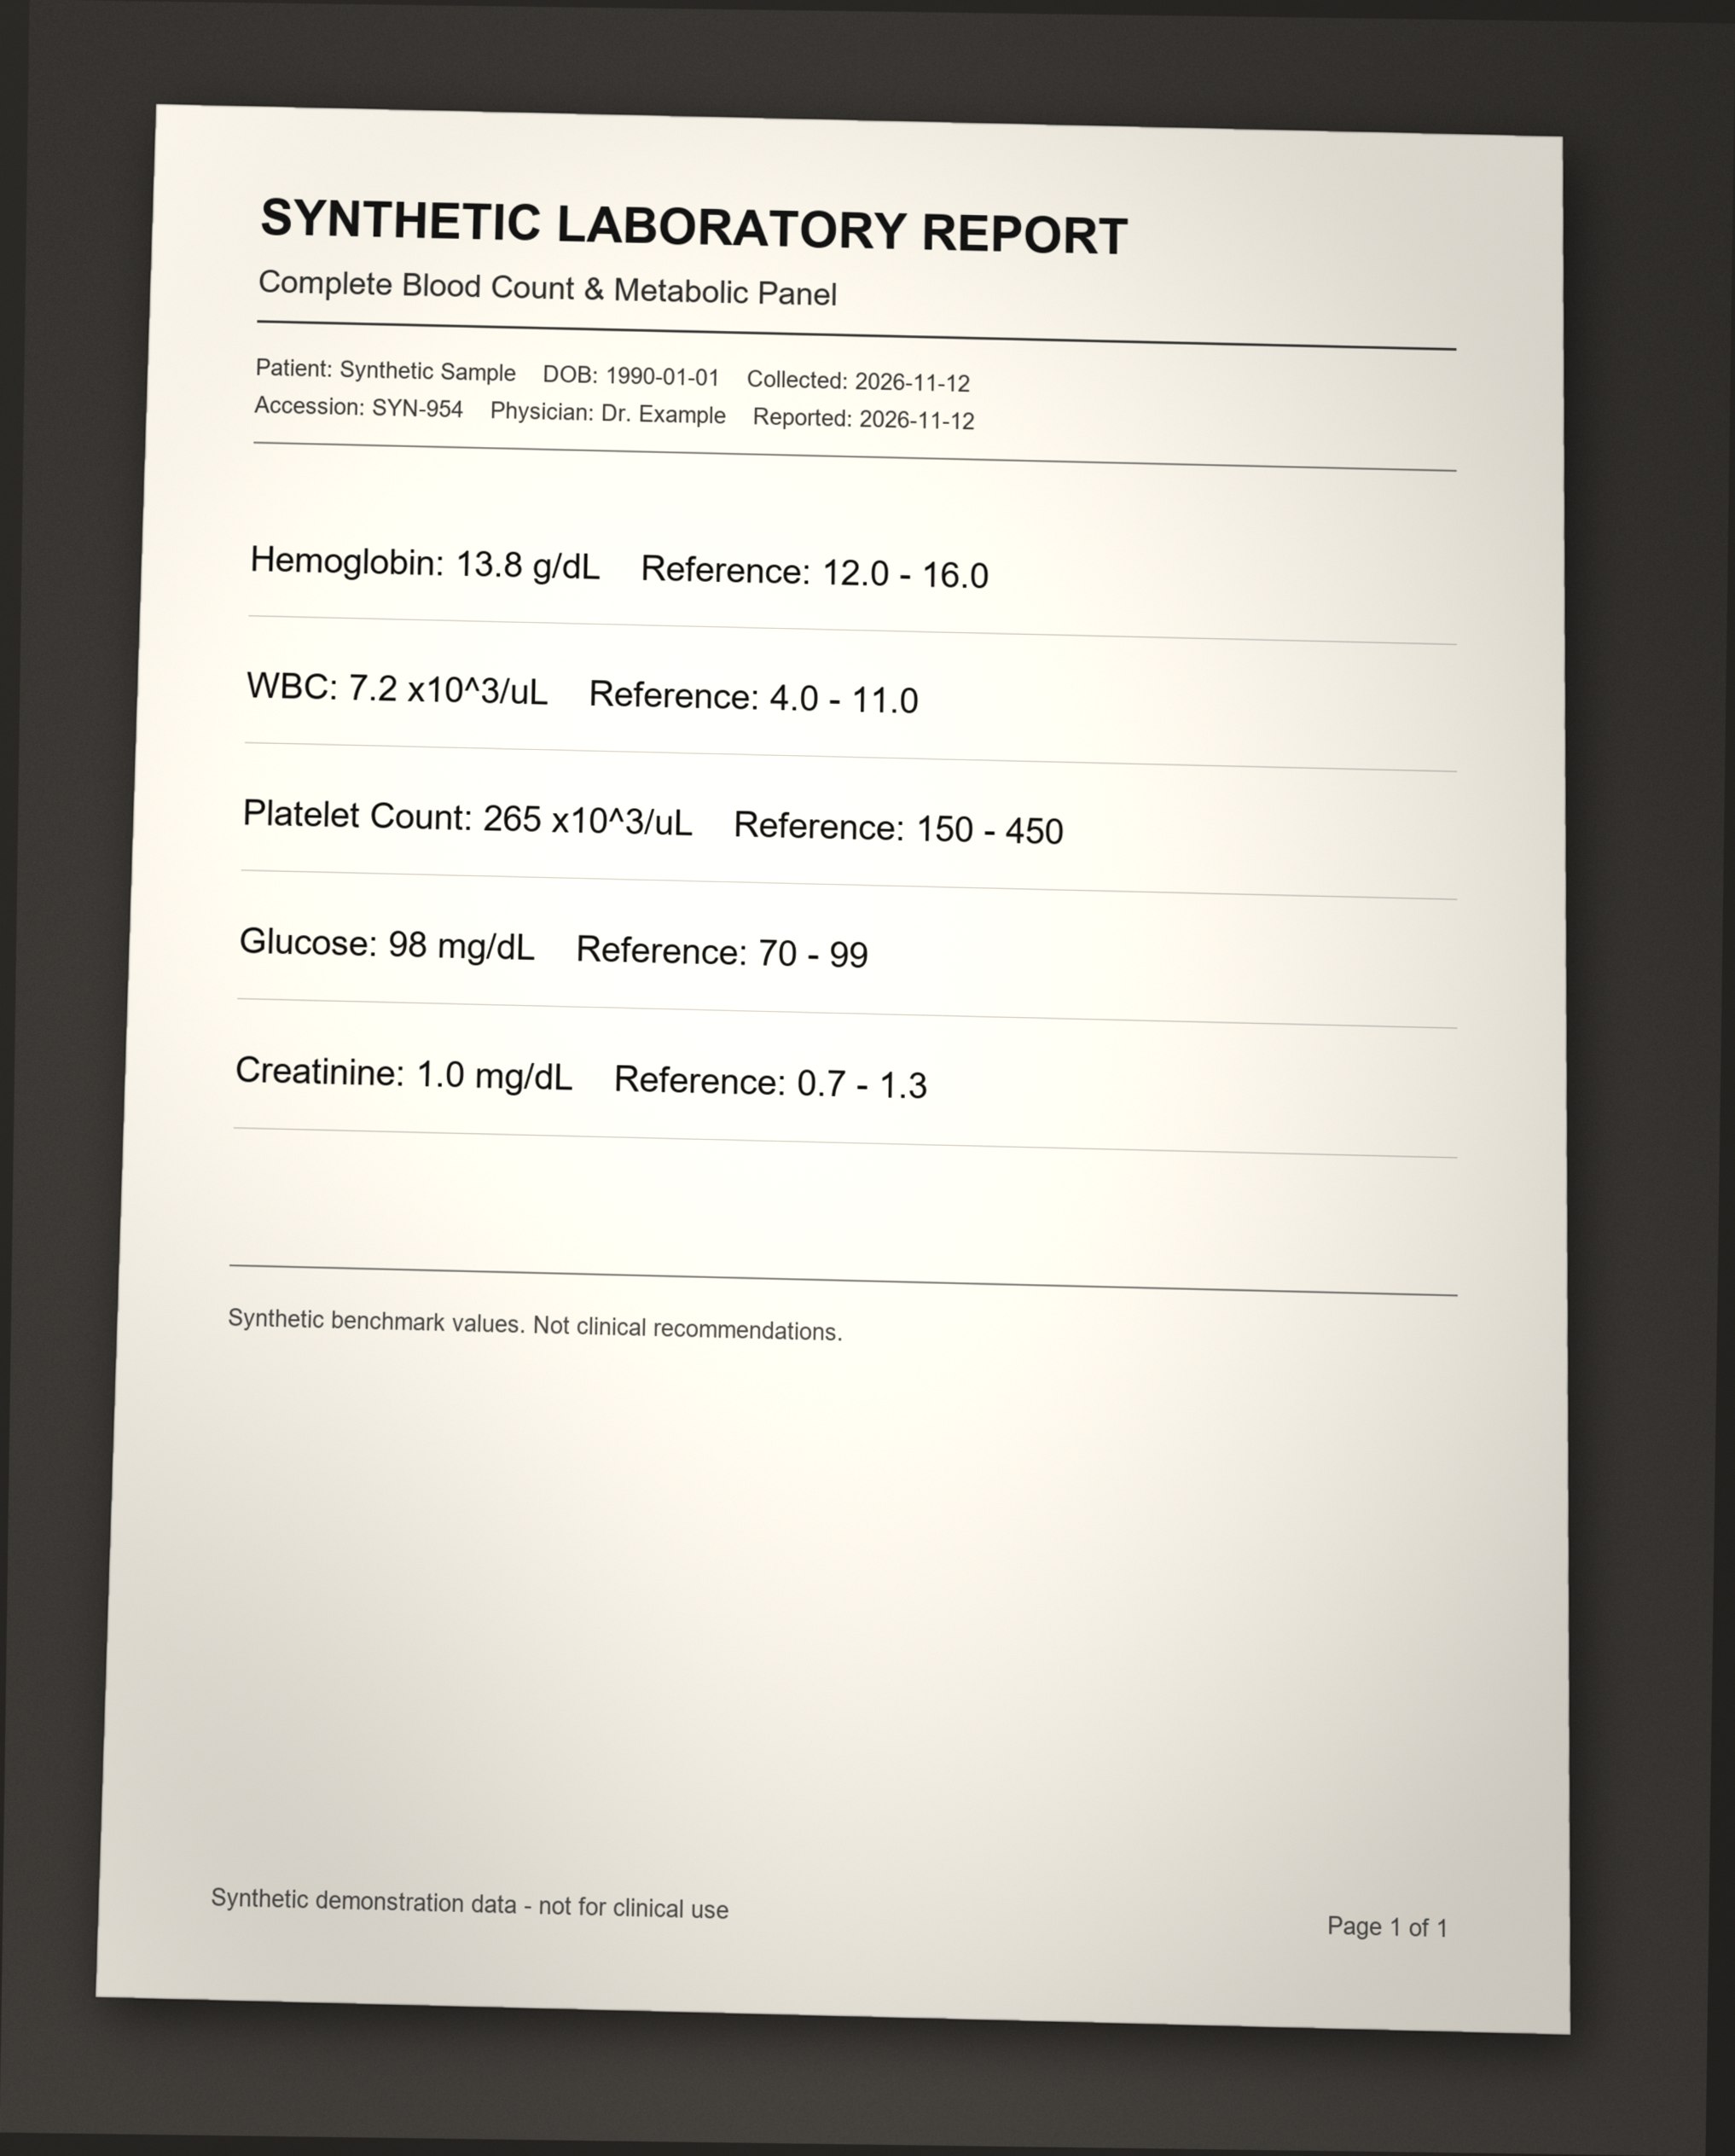 SYNTHETIC LABORATORY REPORT
Complete Blood Count & Metabolic Panel
Patient: Synthetic Sample DOB: 1990-01-01 Collected: 2026-11-12
Accession: SYN-954 Physician: Dr. Example Reported: 2026-11-12
Hemoglobin: 13.8 g/dL Reference: 12.0 - 16.0
WBC: 7.2 x10^3/uL Reference: 4.0 - 11.0
Platelet Count: 265 x10^3/uL Reference: 150 - 450
Glucose: 98 mg/dL Reference: 70 - 99
Creatinine: 1.0 mg/dL Reference: 0.7 - 1.3
Synthetic benchmark values. Not clinical recommendations.
Synthetic demonstration data - not for clinical use
Page 1 of 1